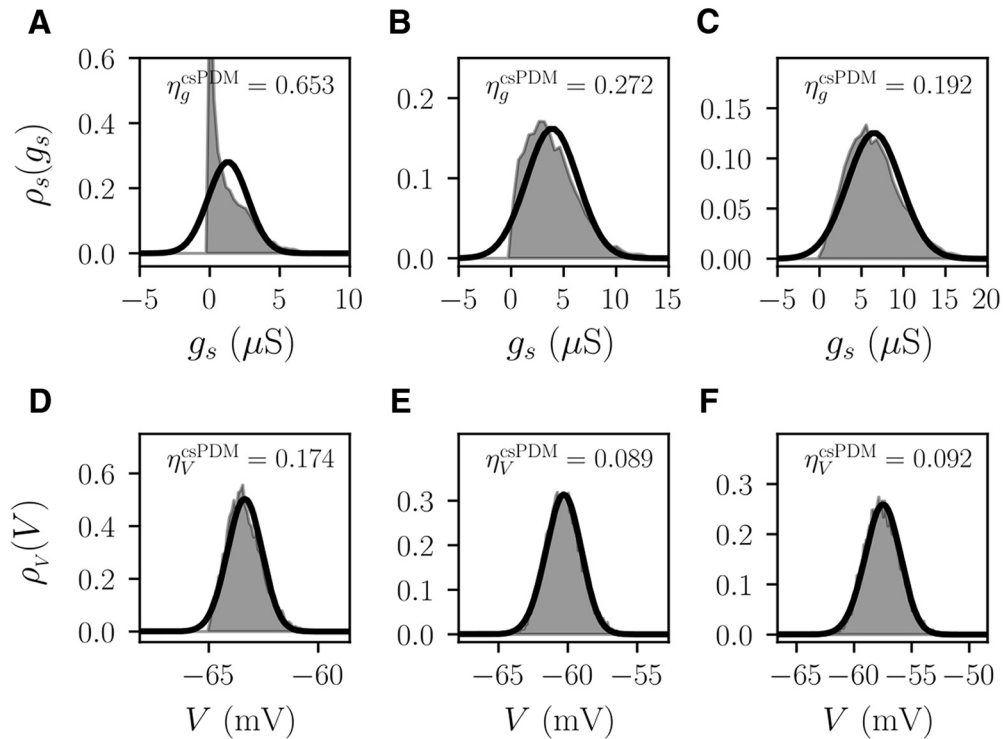 A
B
C
η_g^csPDM = 0.653
η_g^csPDM = 0.272
η_g^csPDM = 0.192
ρ_s(g_s)
0.6
0.4
0.2
0.0
0.2
0.1
0.0
0.15
0.10
0.05
0.00
−5 0 5 10
−5 0 5 10 15
−5 0 5 10 15 20
g_s (μS)
g_s (μS)
g_s (μS)
D
E
F
η_V^csPDM = 0.174
η_V^csPDM = 0.089
η_V^csPDM = 0.092
ρ_V(V)
0.6
0.4
0.2
0.0
0.3
0.2
0.1
0.0
0.3
0.2
0.1
0.0
−65 −60
−65 −60 −55
−65 −60 −55 −50
V (mV)
V (mV)
V (mV)